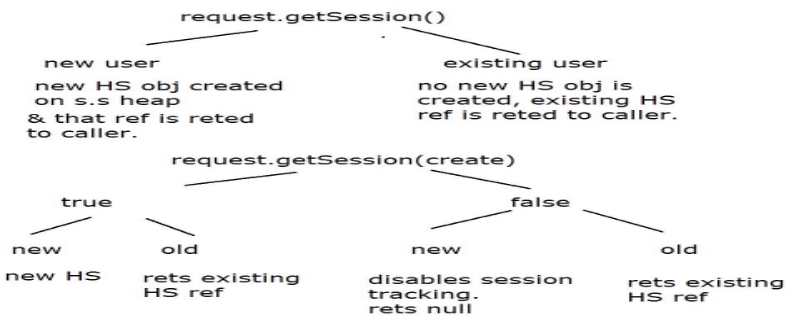 request.getSession()
new user
existing user
new HS obj created
on s.s heap
& that ref is reted
to caller.
no new HS obj is
created, existing HS
ref is reted to caller.
request.getSession(create)
true
false
new
old
new
old
new HS
rets existing
HS ref
disables session
tracking.
rets null
rets existing
HS ref